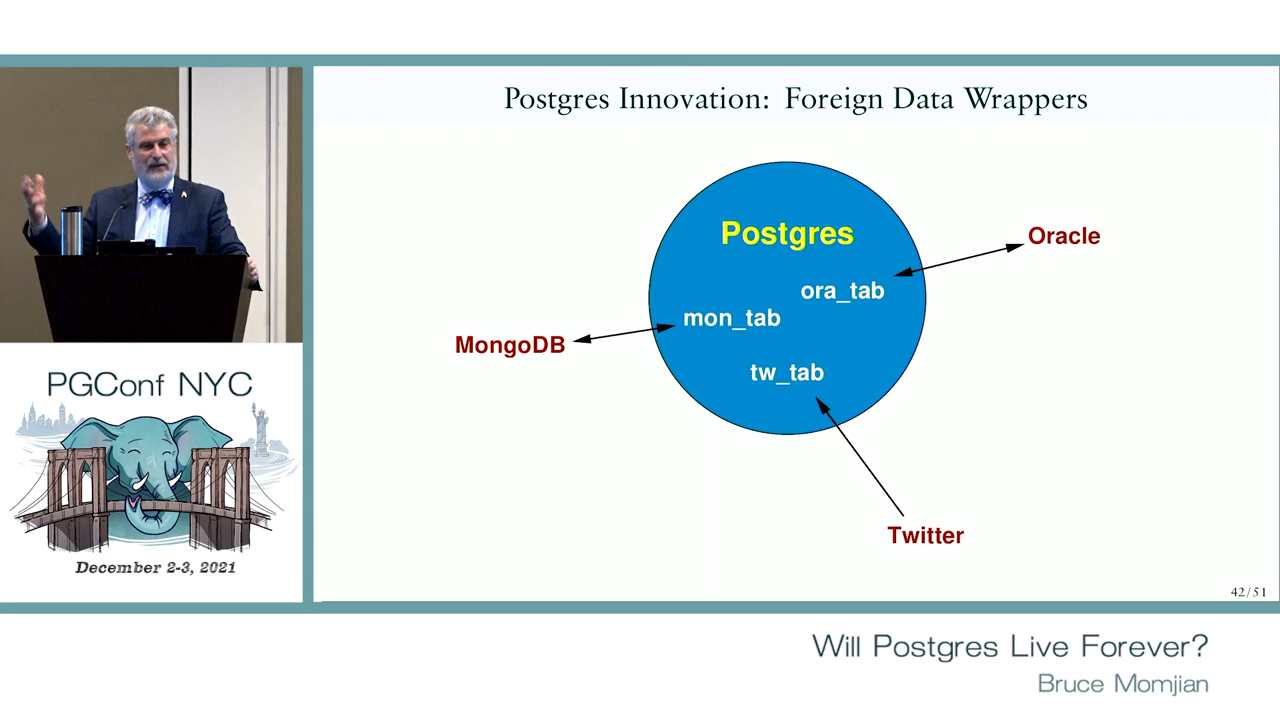 Postgres Innovation: Foreign Data Wrappers
Postgres
Oracle
ora_tab
mon_tab
MongoDB
tw_tab
Twitter
42/51
PGConf NYC
December 2-3, 2021
Will Postgres Live Forever?
Bruce Momjian